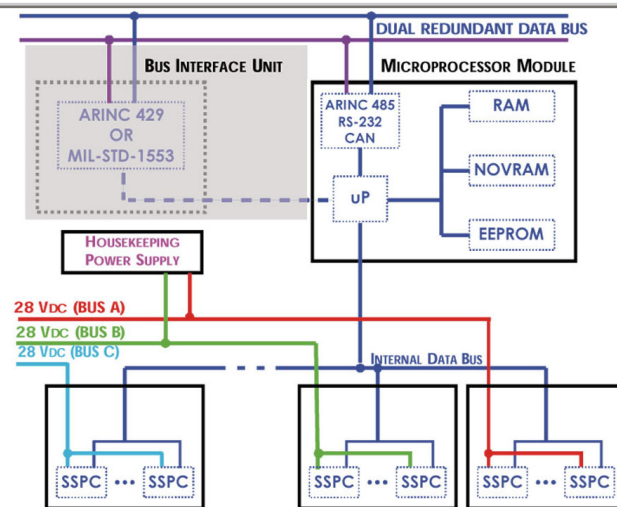 DUAL REDUNDANT DATA BUS
BUS INTERFACE UNIT
MICROPROCESSOR MODULE
ARINC 429
OR
MIL-STD-1553
ARINC 485
RS-232
CAN
RAM
NOVRAM
uP
EEPROM
HOUSEKEEPING
POWER SUPPLY
28 VDC (BUS A)
28 VDC (BUS B)
28 VDC (BUS C)
INTERNAL DATA BUS
SSPC ••• SSPC
SSPC ••• SSPC
SSPC ••• SSPC